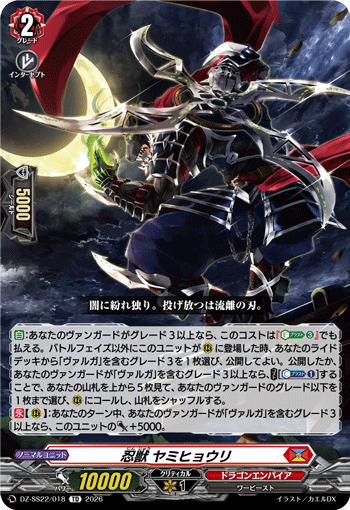 2
グレード
インターセプト
5000
シールド
闇に紛れ独り。投げ放つは流離の刃。
自:あなたのヴァンガードがグレード3以上なら、このコストは『[ブラスト3]』でも
払える。バトルフェイズ以外にこのユニットがRに登場した時、あなたのライド
デッキから「ヴァルガ」を含むグレード3を1枚選び、公開してよい。公開したか、
あなたのヴァンガードが「ヴァルガ」を含むグレード3以上なら、【コスト】[ブラスト1]する
ことで、あなたの山札を上から5枚見て、あなたのヴァンガードのグレード以下を
1枚まで選び、Rにコールし、山札をシャッフルする。
永【R】:あなたのターン中、あなたのヴァンガードが「ヴァルガ」を含むグレード3
以上なら、このユニットの+5000。
ノーマルユニット
忍獣 ヤミヒョウリ
パワー
10000
クリティカル
1
ドラゴンエンパイア
ワービースト
DZ-SS22/018 TD 2026
イラスト/カエルDX